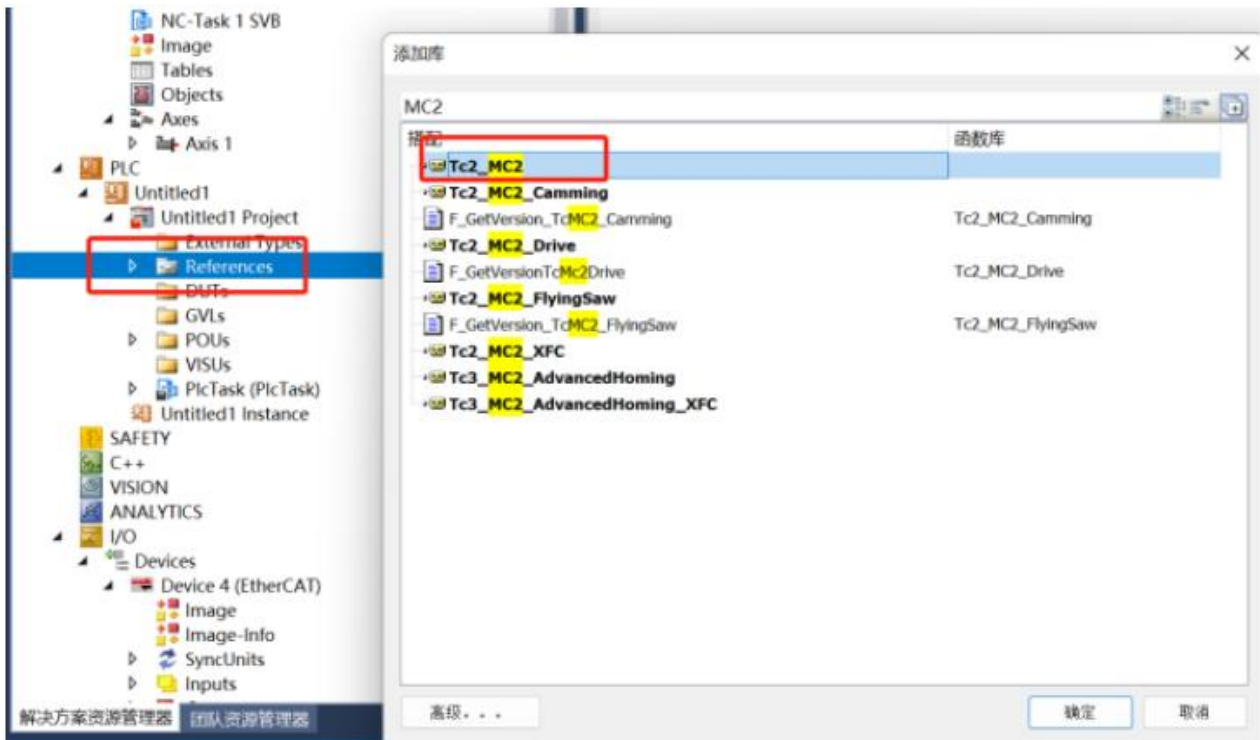 NC-Task 1 SVB
Image
Tables
Objects
Axes
Axis 1
PLC
Untitled1
Untitled1 Project
External Types
References
DUTs
GVLs
POUs
VISUs
PlcTask (PlcTask)
Untitled1 Instance
SAFETY
C++
VISION
ANALYTICS
I/O
Devices
Device 4 (EtherCAT)
Image
Image-Info
SyncUnits
Inputs
解决方案资源管理器 团队资源管理器
添加库
MC2
搭配 函数库
Tc2_MC2
Tc2_MC2_Camming
F_GetVersion_TcMC2_Camming Tc2_MC2_Camming
Tc2_MC2_Drive
F_GetVersionTcMc2Drive Tc2_MC2_Drive
Tc2_MC2_FlyingSaw
F_GetVersion_TcMC2_FlyingSaw Tc2_MC2_FlyingSaw
Tc2_MC2_XFC
Tc3_MC2_AdvancedHoming
Tc3_MC2_AdvancedHoming_XFC
高级...
确定 取消